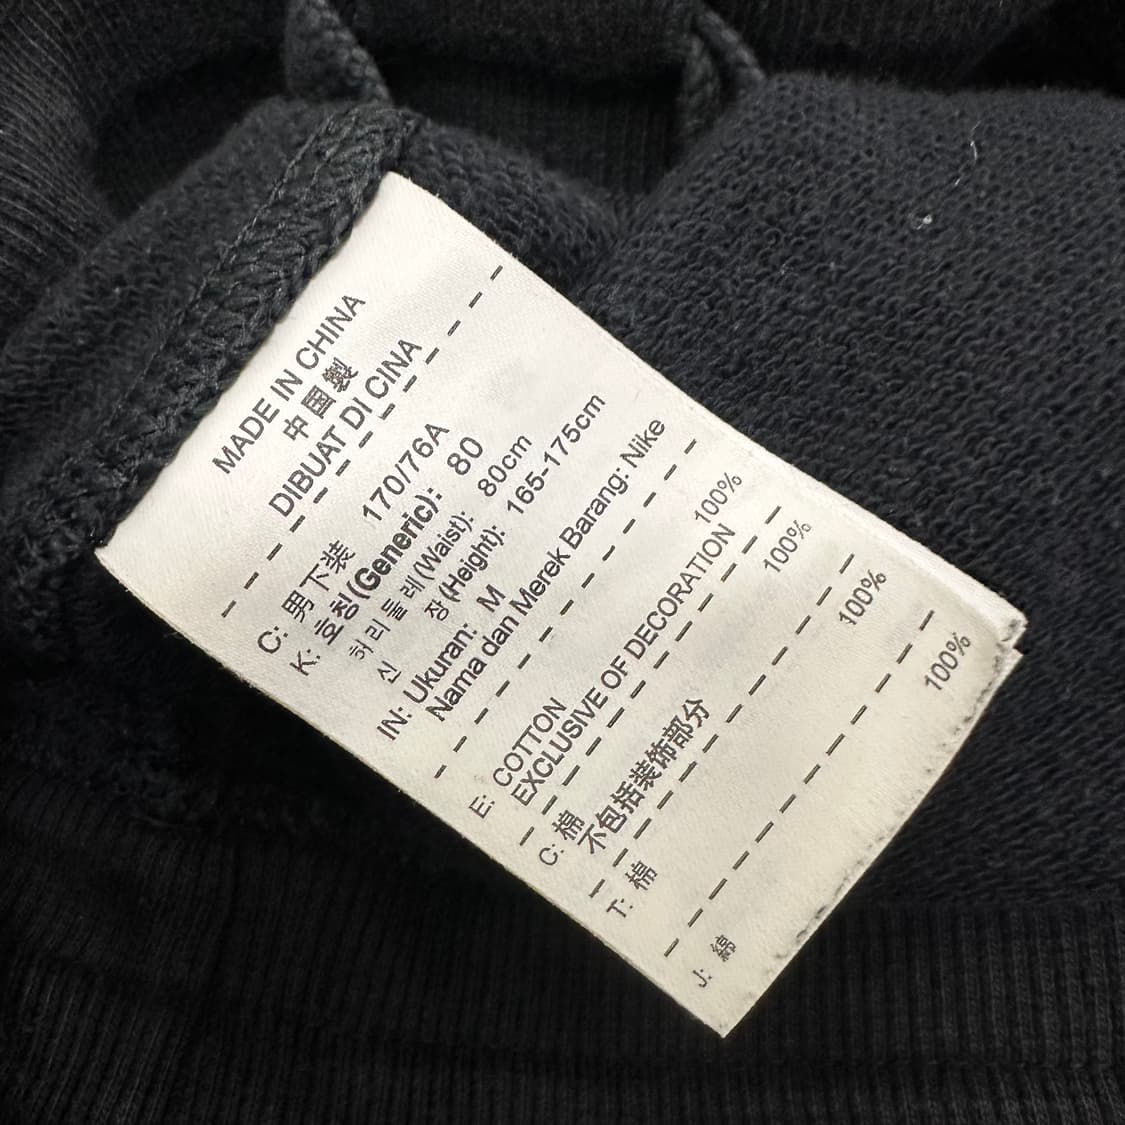 MADE IN CHINA
中国製
DIBUAT DI CINA
C: 男下装 170/76A
K: 호칭(Generic): 80
허리둘레(Waist): 80cm
신 장(Height): 165-175cm
IN: Ukuran: M
Nama dan Merek Barang: Nike
E: COTTON 100%
EXCLUSIVE OF DECORATION
C: 棉 100%
不包括装饰部分
T: 棉 100%
J: 綿 100%